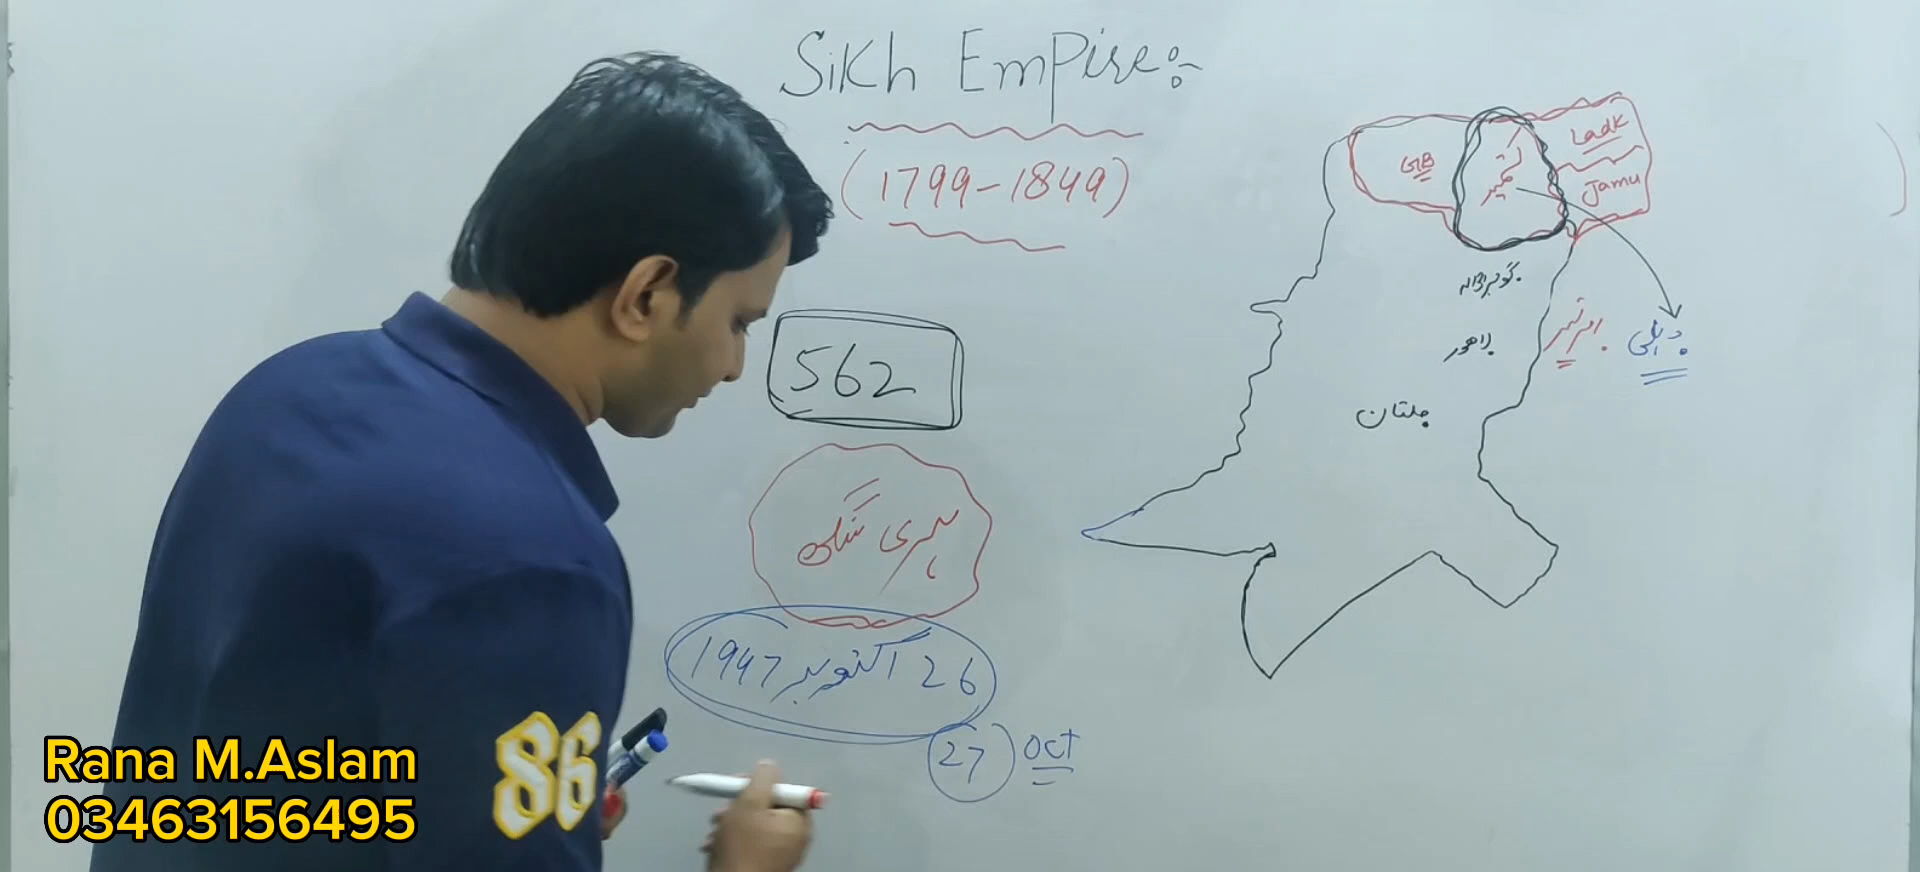 Sikh Empire:-
(1799-1849)
562
ہری سنگھ
26 اکتوبر 1947
27 Oct
GB
کشمیر
Ladk
Jamu
گوجرانوالہ
لاہور
امرتسر
دہلی
ملتان
86
Rana M.Aslam
03463156495